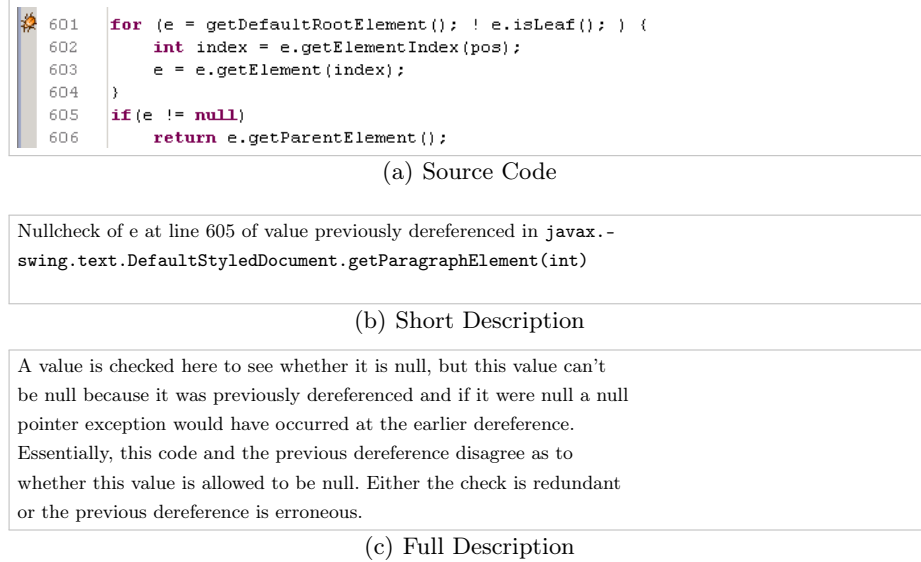 601 for (e = getDefaultRootElement(); ! e.isLeaf(); ) {
602 int index = e.getElementIndex(pos);
603 e = e.getElement(index);
604 }
605 if(e != null)
606 return e.getParentElement();
(a) Source Code
Nullcheck of e at line 605 of value previously dereferenced in javax.-
swing.text.DefaultStyledDocument.getParagraphElement(int)
(b) Short Description
A value is checked here to see whether it is null, but this value can't
be null because it was previously dereferenced and if it were null a null
pointer exception would have occurred at the earlier dereference.
Essentially, this code and the previous dereference disagree as to
whether this value is allowed to be null. Either the check is redundant
or the previous dereference is erroneous.
(c) Full Description